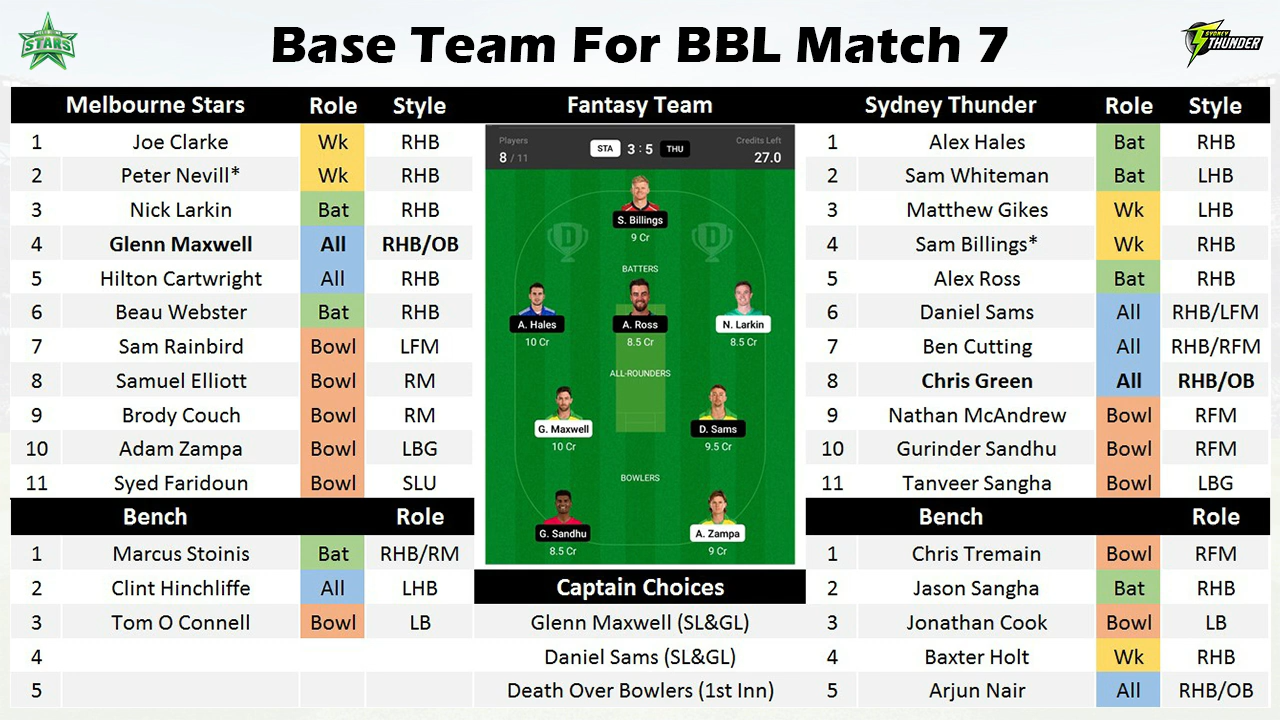 MELBOURNE
STARS
Base Team For BBL Match 7
SYDNEY
THUNDER
Melbourne Stars Role Style
1 Joe Clarke Wk RHB
2 Peter Nevill* Wk RHB
3 Nick Larkin Bat RHB
4 Glenn Maxwell All RHB/OB
5 Hilton Cartwright All RHB
6 Beau Webster Bat RHB
7 Sam Rainbird Bowl LFM
8 Samuel Elliott Bowl RM
9 Brody Couch Bowl RM
10 Adam Zampa Bowl LBG
11 Syed Faridoun Bowl SLU
Bench Role
1 Marcus Stoinis Bat RHB/RM
2 Clint Hinchliffe All LHB
3 Tom O Connell Bowl LB
4
5
Fantasy Team
Players Credits Left
8 / 11 STA 3 : 5 THU 27.0
S. Billings
9 Cr
D D
BATTERS
A. Hales A. Ross N. Larkin
10 Cr 8.5 Cr 8.5 Cr
ALL-ROUNDERS
G. Maxwell D. Sams
10 Cr 9.5 Cr
BOWLERS
G. Sandhu A. Zampa
8.5 Cr 9 Cr
Captain Choices
Glenn Maxwell (SL&GL)
Daniel Sams (SL&GL)
Death Over Bowlers (1st Inn)
Sydney Thunder Role Style
1 Alex Hales Bat RHB
2 Sam Whiteman Bat LHB
3 Matthew Gikes Wk LHB
4 Sam Billings* Wk RHB
5 Alex Ross Bat RHB
6 Daniel Sams All RHB/LFM
7 Ben Cutting All RHB/RFM
8 Chris Green All RHB/OB
9 Nathan McAndrew Bowl RFM
10 Gurinder Sandhu Bowl RFM
11 Tanveer Sangha Bowl LBG
Bench Role
1 Chris Tremain Bowl RFM
2 Jason Sangha Bat RHB
3 Jonathan Cook Bowl LB
4 Baxter Holt Wk RHB
5 Arjun Nair All RHB/OB